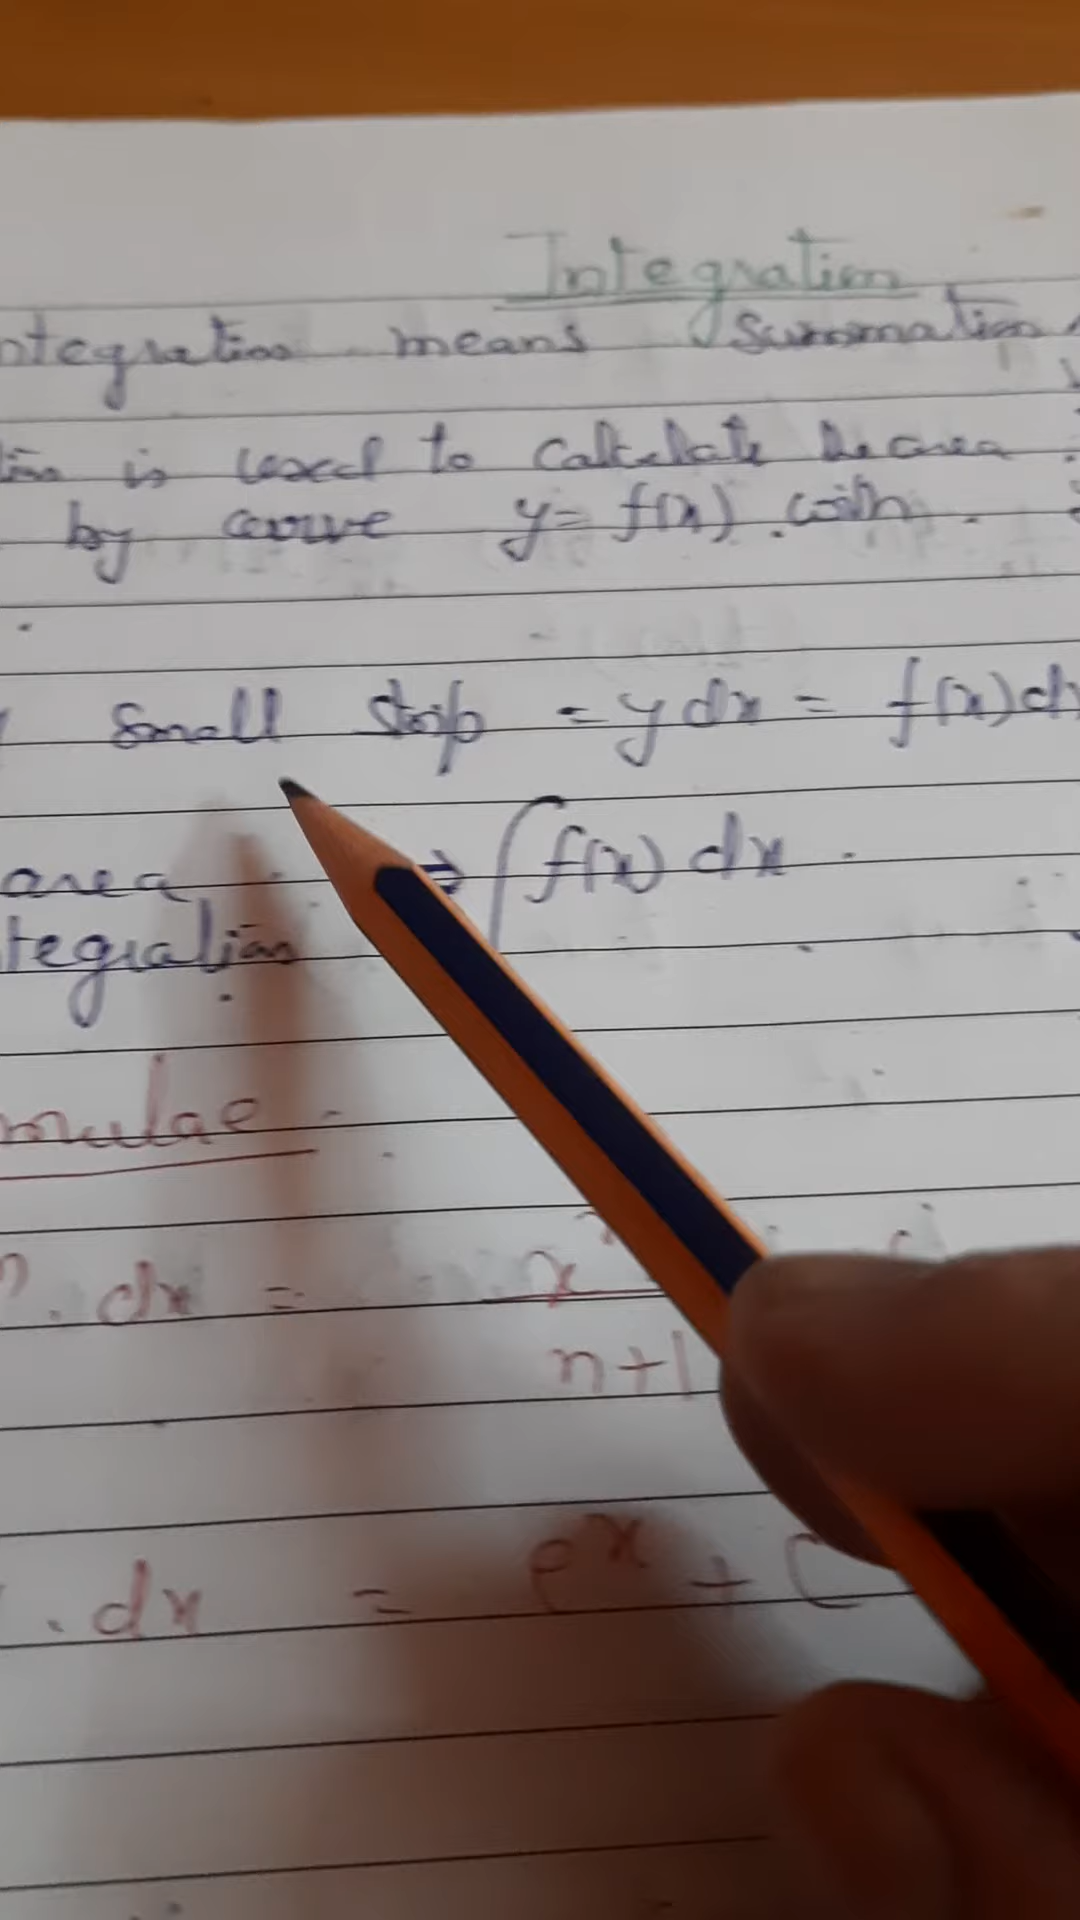 Integration
ntegration means Summation
is used to calculate the area
by curve y = f(x). with
Small strip = y dx = f(x)dx
area ⇒ ∫f(x) dx
tegration
mulae
. dx = x
n+1
. dx = e^x + C